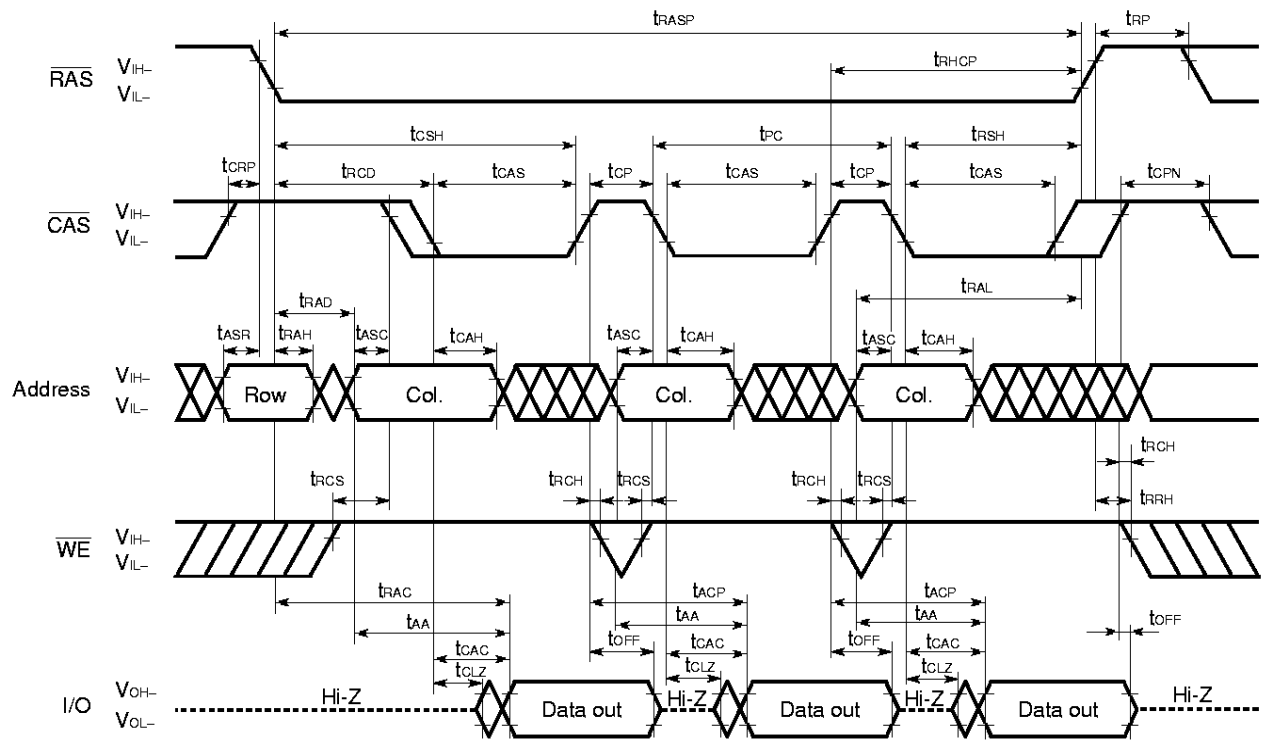 tRASP tRP
RAS VIH–
VIL–
tRHCP
tCSH tPC tRSH
tCRP tRCD tCAS tCP tCAS tCP tCAS tCPN
CAS VIH–
VIL–
tRAD tRAL
tASR tRAH tASC tCAH tASC tCAH tASC tCAH
Address VIH–
VIL–
Row Col. Col. Col.
tRCH
tRCS tRCH tRCS tRCH tRCS tRRH
WE VIH–
VIL–
tRAC tACP tACP
tAA tAA tAA tOFF
tCAC tOFF tCAC tOFF tCAC
tCLZ tCLZ tCLZ
I/O VOH–
VOL–
Hi-Z Data out Hi-Z Data out Hi-Z Data out Hi-Z